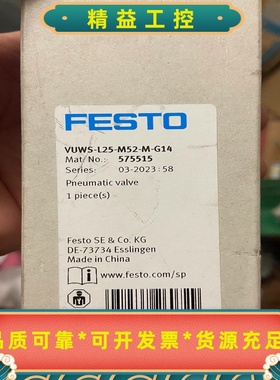 精益工控
FESTO
VUWS-L25-M52-M-G14
Mat. No.: 575515
Series: 03-2023:58
Pneumatic valve
1 piece(s)
Festo SE & Co. KG
DE-73734 Esslingen
Made in China
www.festo.com/sp
品质可靠*可开发票*货源充足